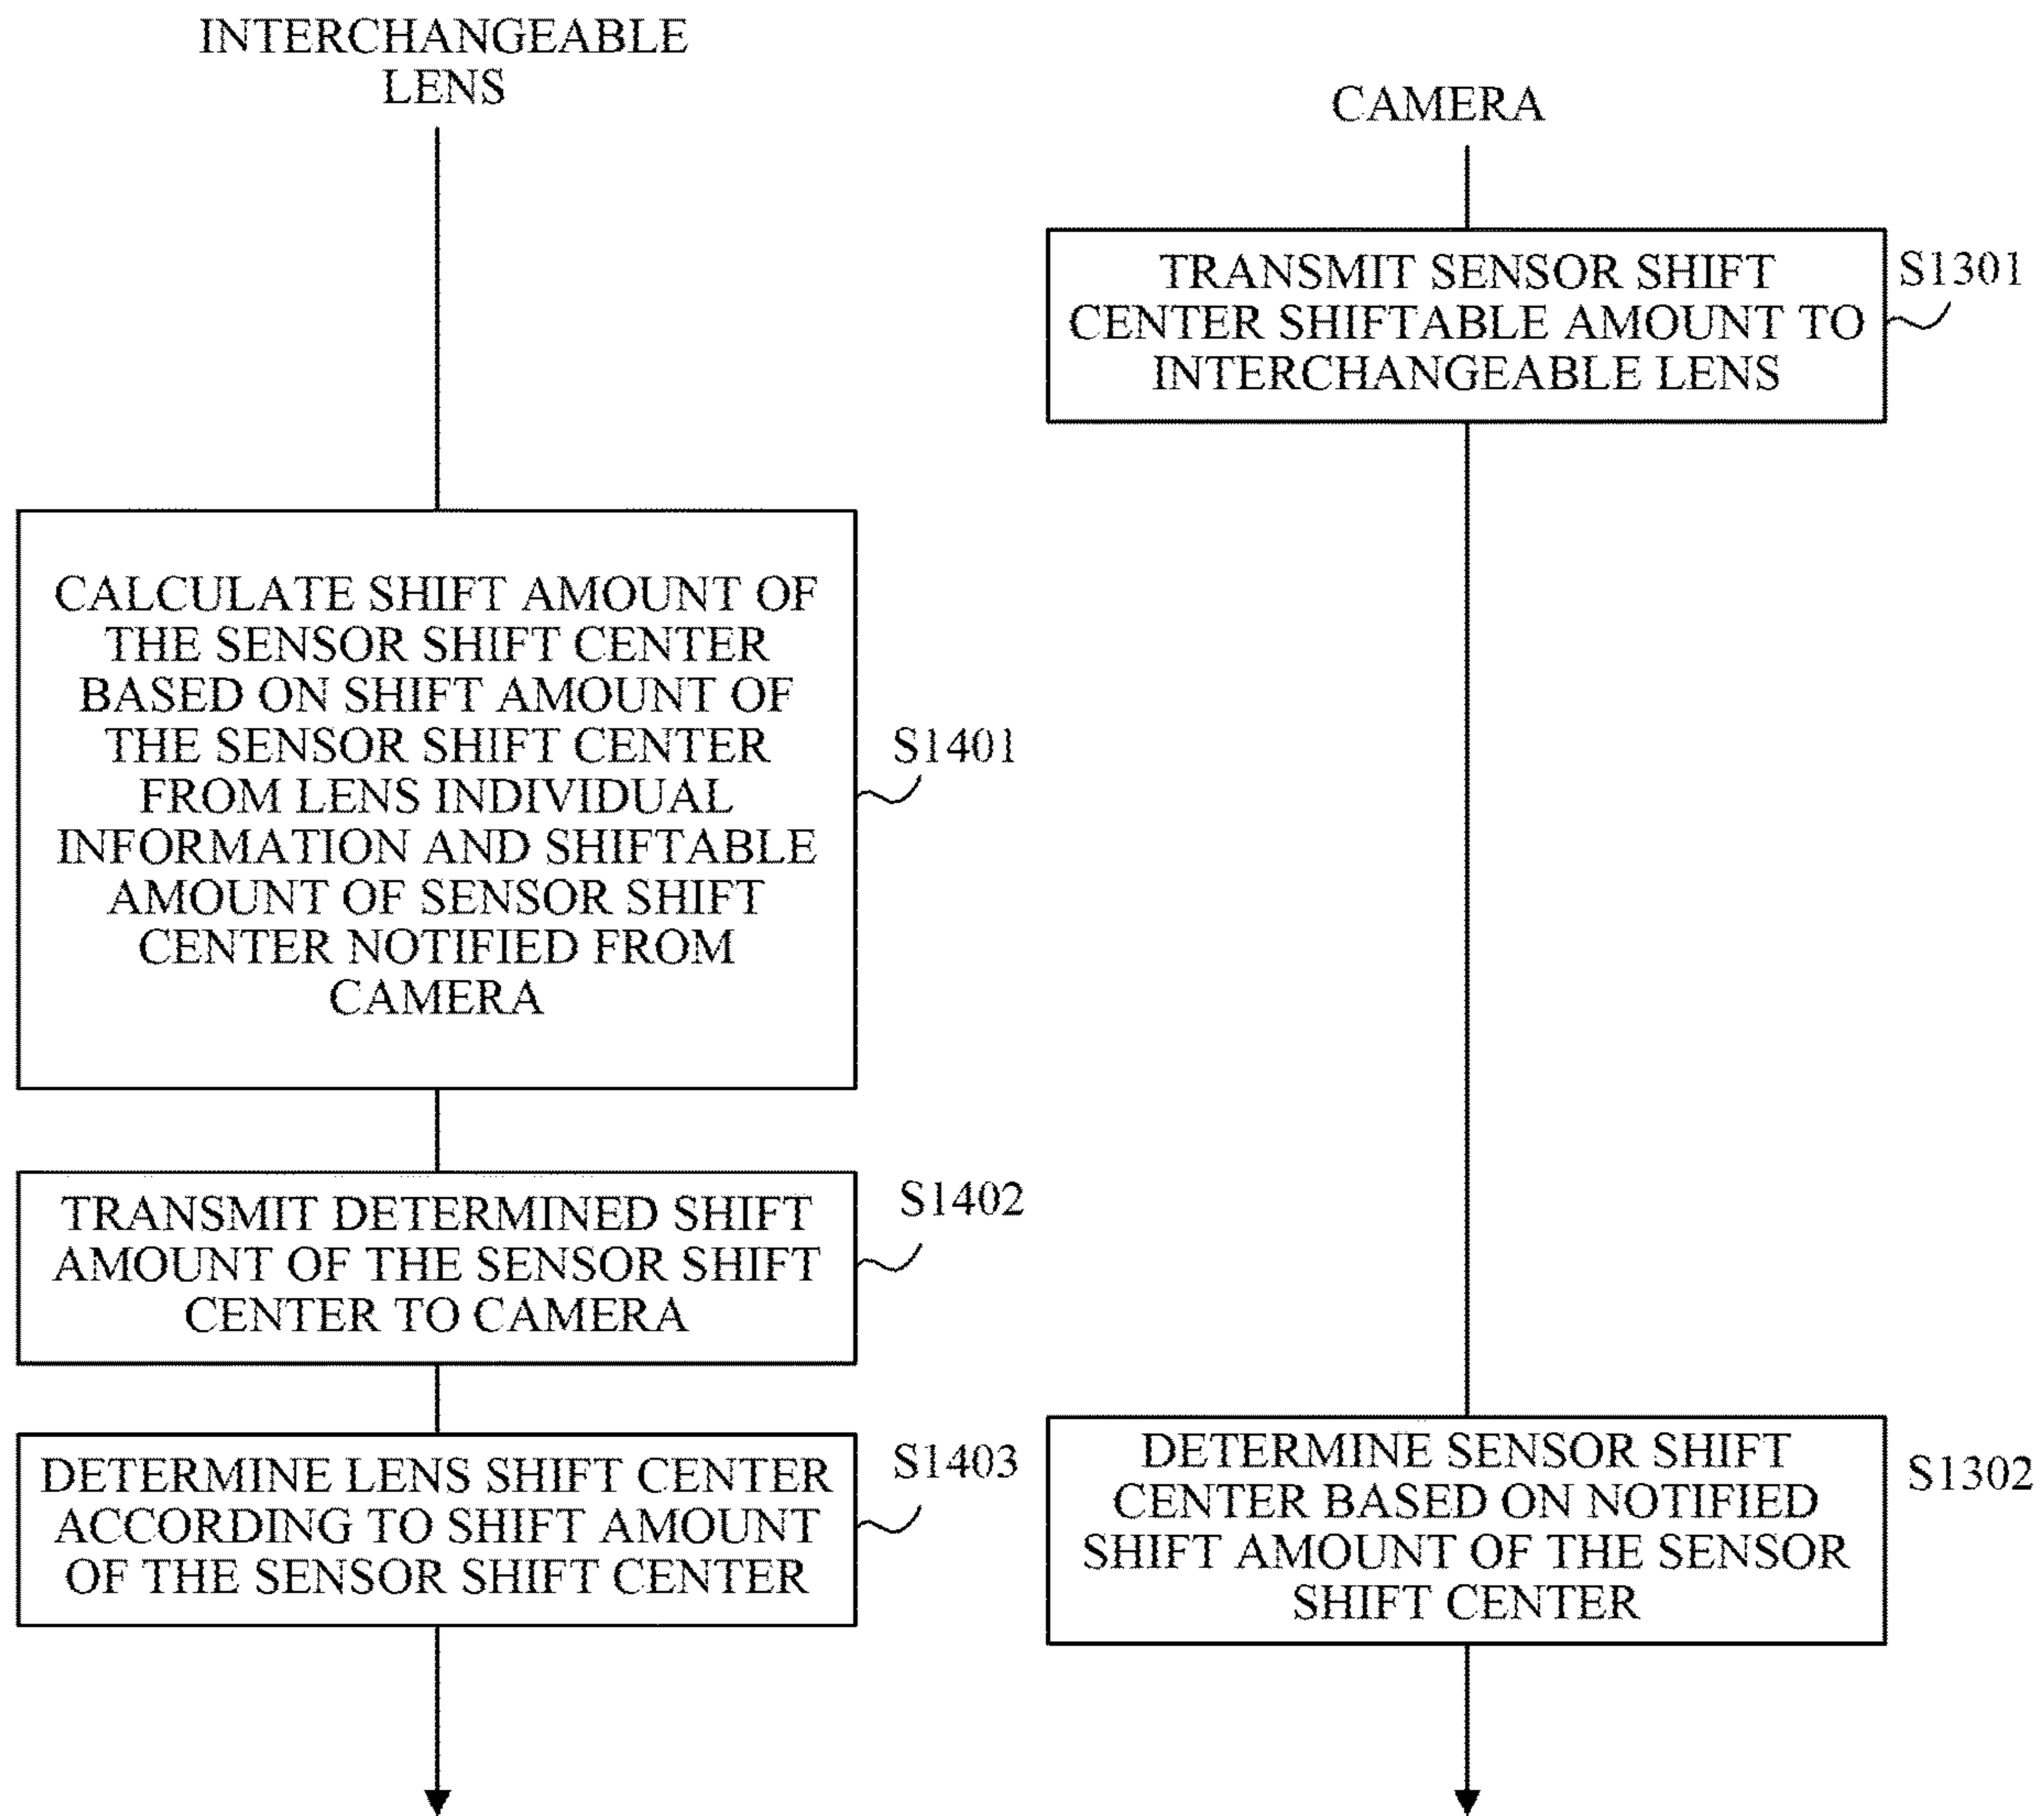 INTERCHANGEABLE
LENS
CALCULATE SHIFT AMOUNT OF
THE SENSOR SHIFT CENTER
BASED ON SHIFT AMOUNT OF
THE SENSOR SHIFT CENTER
FROM LENS INDIVIDUAL
INFORMATION AND SHIFTABLE
AMOUNT OF SENSOR SHIFT
CENTER NOTIFIED FROM
CAMERA
S1401
TRANSMIT DETERMINED SHIFT
AMOUNT OF THE SENSOR SHIFT
CENTER TO CAMERA
S1402
DETERMINE LENS SHIFT CENTER
ACCORDING TO SHIFT AMOUNT
OF THE SENSOR SHIFT CENTER
S1403
CAMERA
TRANSMIT SENSOR SHIFT
CENTER SHIFTABLE AMOUNT TO
INTERCHANGEABLE LENS
S1301
DETERMINE SENSOR SHIFT
CENTER BASED ON NOTIFIED
SHIFT AMOUNT OF THE SENSOR
SHIFT CENTER
S1302